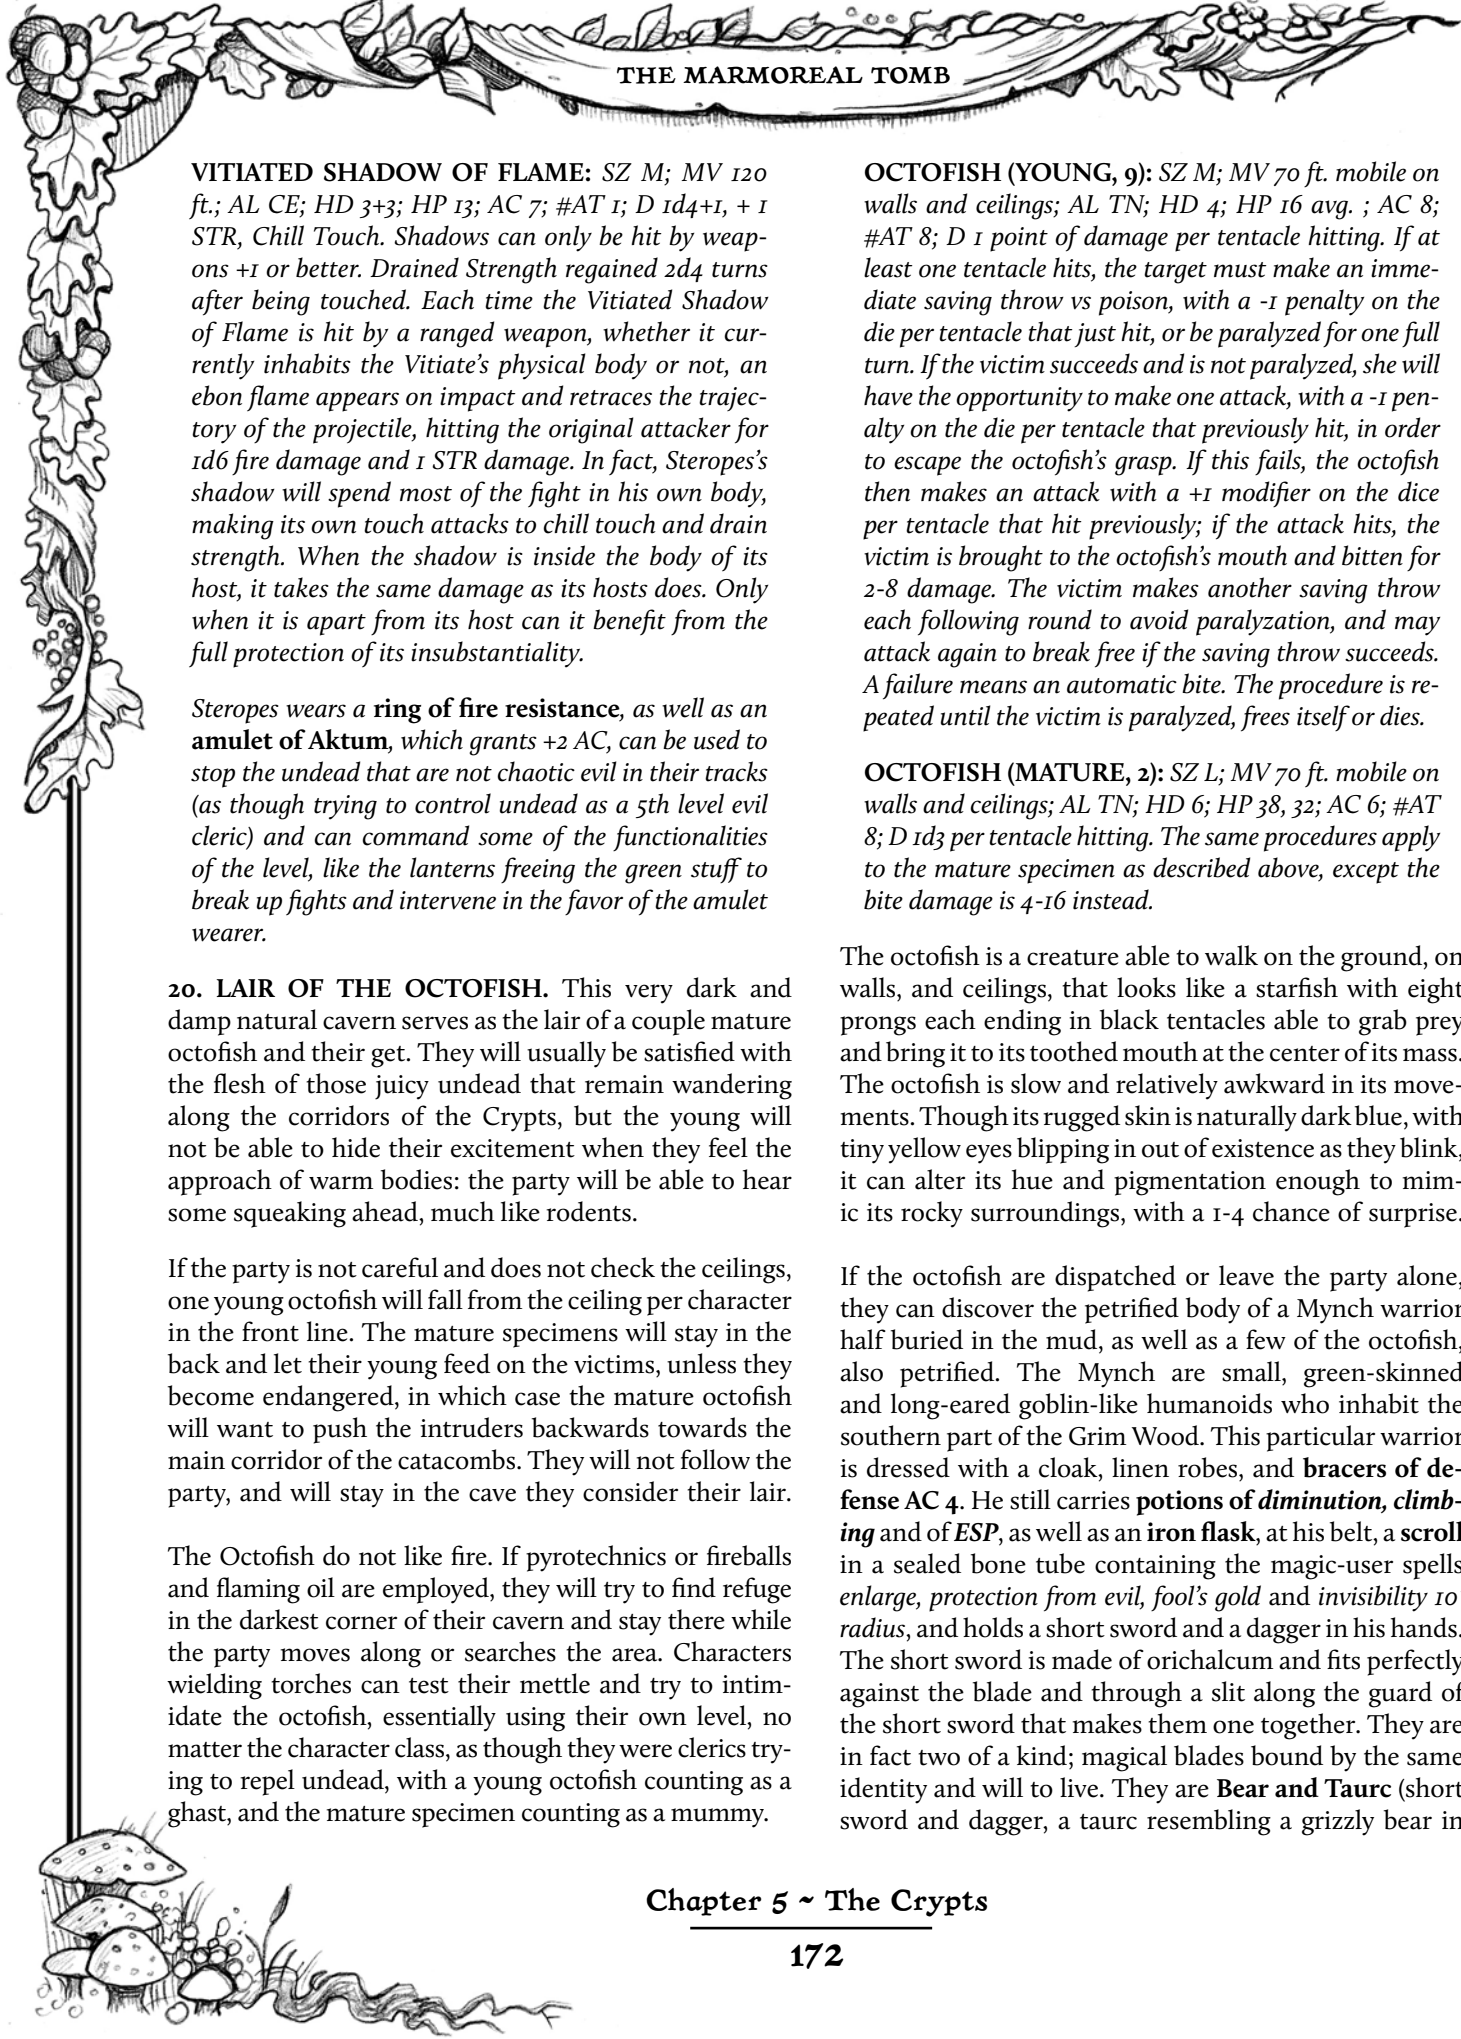 THE MARMOREAL TOMB
VITIATED SHADOW OF FLAME: SZ M; MV 120
ft.; AL CE; HD 3+3; HP 13; AC 7; #AT 1; D 1d4+1, + 1
STR, Chill Touch. Shadows can only be hit by weap-
ons +1 or better. Drained Strength regained 2d4 turns
after being touched. Each time the Vitiated Shadow
of Flame is hit by a ranged weapon, whether it cur-
rently inhabits the Vitiate's physical body or not, an
ebon flame appears on impact and retraces the trajec-
tory of the projectile, hitting the original attacker for
1d6 fire damage and 1 STR damage. In fact, Steropes's
shadow will spend most of the fight in his own body,
making its own touch attacks to chill touch and drain
strength. When the shadow is inside the body of its
host, it takes the same damage as its hosts does. Only
when it is apart from its host can it benefit from the
full protection of its insubstantiality.
Steropes wears a ring of fire resistance, as well as an
amulet of Aktum, which grants +2 AC, can be used to
stop the undead that are not chaotic evil in their tracks
(as though trying to control undead as a 5th level evil
cleric) and can command some of the functionalities
of the level, like the lanterns freeing the green stuff to
break up fights and intervene in the favor of the amulet
wearer.
20. LAIR OF THE OCTOFISH. This very dark and
damp natural cavern serves as the lair of a couple mature
octofish and their get. They will usually be satisfied with
the flesh of those juicy undead that remain wandering
along the corridors of the Crypts, but the young will
not be able to hide their excitement when they feel the
approach of warm bodies: the party will be able to hear
some squeaking ahead, much like rodents.
If the party is not careful and does not check the ceilings,
one young octofish will fall from the ceiling per character
in the front line. The mature specimens will stay in the
back and let their young feed on the victims, unless they
become endangered, in which case the mature octofish
will want to push the intruders backwards towards the
main corridor of the catacombs. They will not follow the
party, and will stay in the cave they consider their lair.
The Octofish do not like fire. If pyrotechnics or fireballs
and flaming oil are employed, they will try to find refuge
in the darkest corner of their cavern and stay there while
the party moves along or searches the area. Characters
wielding torches can test their mettle and try to intim-
idate the octofish, essentially using their own level, no
matter the character class, as though they were clerics try-
ing to repel undead, with a young octofish counting as a
ghast, and the mature specimen counting as a mummy.
OCTOFISH (YOUNG, 9): SZ M; MV 70 ft. mobile on
walls and ceilings; AL TN; HD 4; HP 16 avg. ; AC 8;
#AT 8; D 1 point of damage per tentacle hitting. If at
least one tentacle hits, the target must make an imme-
diate saving throw vs poison, with a -1 penalty on the
die per tentacle that just hit, or be paralyzed for one full
turn. If the victim succeeds and is not paralyzed, she will
have the opportunity to make one attack, with a -1 pen-
alty on the die per tentacle that previously hit, in order
to escape the octofish's grasp. If this fails, the octofish
then makes an attack with a +1 modifier on the dice
per tentacle that hit previously; if the attack hits, the
victim is brought to the octofish's mouth and bitten for
2-8 damage. The victim makes another saving throw
each following round to avoid paralyzation, and may
attack again to break free if the saving throw succeeds.
A failure means an automatic bite. The procedure is re-
peated until the victim is paralyzed, frees itself or dies.
OCTOFISH (MATURE, 2): SZ L; MV 70 ft. mobile on
walls and ceilings; AL TN; HD 6; HP 38, 32; AC 6; #AT
8; D 1d3 per tentacle hitting. The same procedures apply
to the mature specimen as described above, except the
bite damage is 4-16 instead.
The octofish is a creature able to walk on the ground, on
walls, and ceilings, that looks like a starfish with eight
prongs each ending in black tentacles able to grab prey
and bring it to its toothed mouth at the center of its mass.
The octofish is slow and relatively awkward in its move-
ments. Though its rugged skin is naturally dark blue, with
tiny yellow eyes blipping in out of existence as they blink,
it can alter its hue and pigmentation enough to mim-
ic its rocky surroundings, with a 1-4 chance of surprise.
If the octofish are dispatched or leave the party alone,
they can discover the petrified body of a Mynch warrior
half buried in the mud, as well as a few of the octofish,
also petrified. The Mynch are small, green-skinned
and long-eared goblin-like humanoids who inhabit the
southern part of the Grim Wood. This particular warrior
is dressed with a cloak, linen robes, and bracers of de-
fense AC 4. He still carries potions of diminution, climb-
ing and of ESP, as well as an iron flask, at his belt, a scroll
in a sealed bone tube containing the magic-user spells
enlarge, protection from evil, fool's gold and invisibility 10
radius, and holds a short sword and a dagger in his hands.
The short sword is made of orichalcum and fits perfectly
against the blade and through a slit along the guard of
the short sword that makes them one together. They are
in fact two of a kind; magical blades bound by the same
identity and will to live. They are Bear and Taurc (short
sword and dagger, a taurc resembling a grizzly bear in
Chapter 5 ~ The Crypts
172